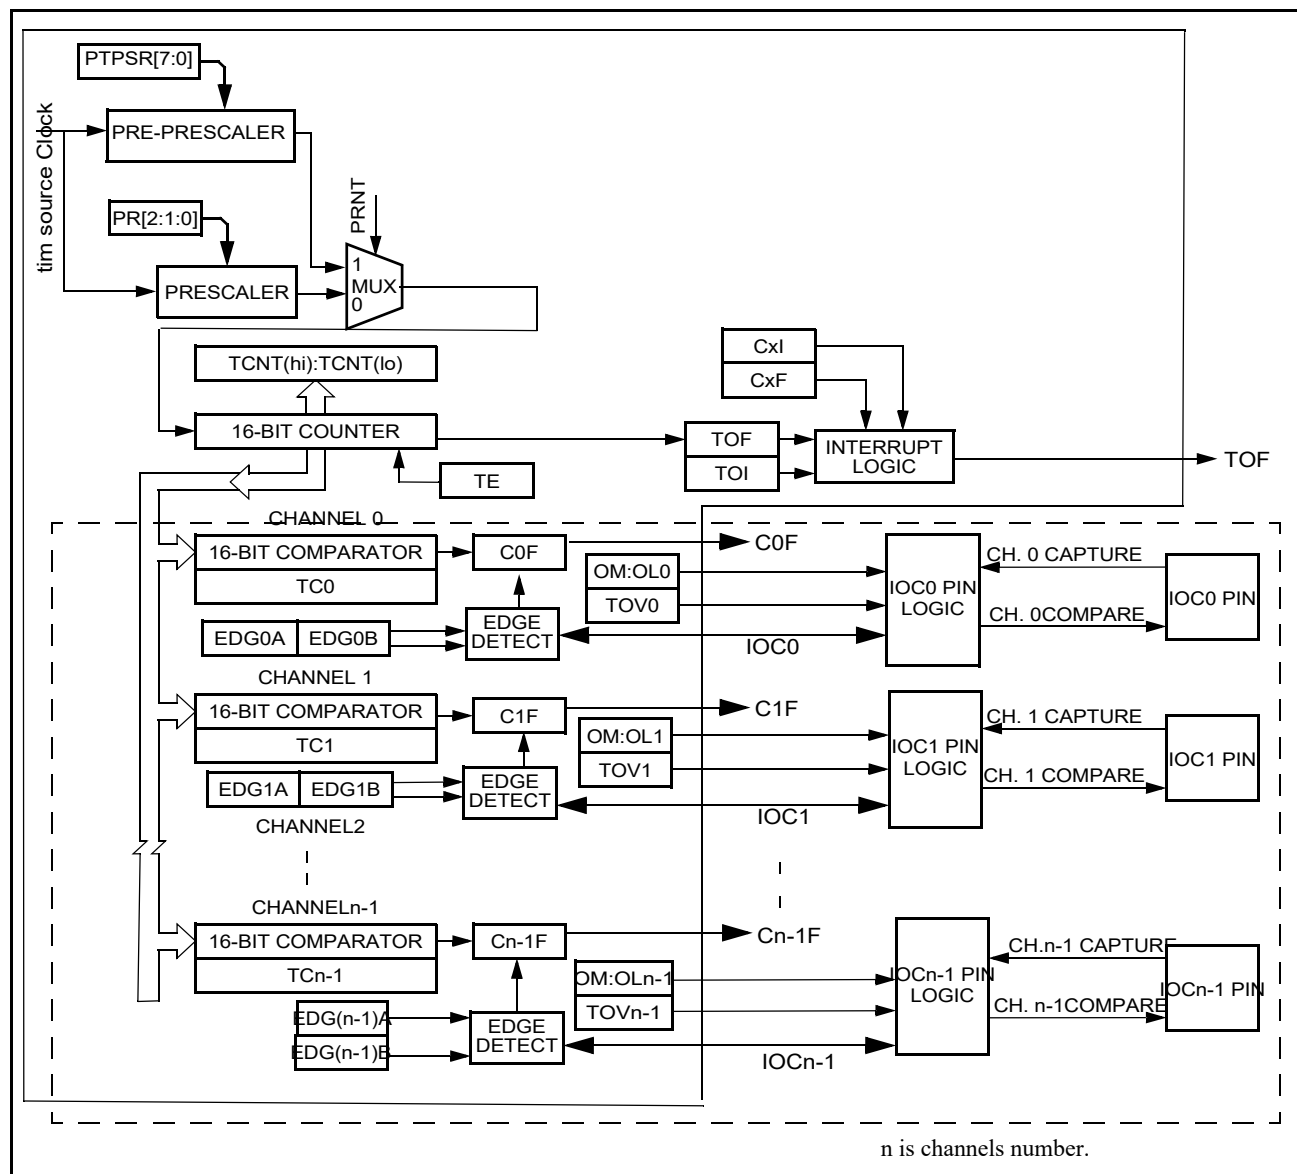 PTPSR[7:0]
tim source Clock
PRE-PRESCALER
PR[2:1:0]
PRNT
PRESCALER
1
MUX
0
TCNT(hi):TCNT(lo)
CxI
CxF
16-BIT COUNTER
TOF
TOI
INTERRUPT
LOGIC
TOF
TE
CHANNEL 0
16-BIT COMPARATOR
TC0
C0F
C0F
OM:OL0
TOV0
IOC0 PIN
LOGIC
CH. 0 CAPTURE
CH. 0COMPARE
IOC0 PIN
EDG0A
EDG0B
EDGE
DETECT
IOC0
CHANNEL 1
16-BIT COMPARATOR
TC1
C1F
C1F
OM:OL1
TOV1
IOC1 PIN
LOGIC
CH. 1 CAPTURE
CH. 1 COMPARE
IOC1 PIN
EDG1A
EDG1B
EDGE
DETECT
IOC1
CHANNEL2
CHANNELn-1
16-BIT COMPARATOR
TCn-1
Cn-1F
Cn-1F
OM:OLn-1
TOVn-1
IOCn-1 PIN
LOGIC
CH.n-1 CAPTURE
CH. n-1COMPARE
IOCn-1 PIN
EDG(n-1)A
EDG(n-1)B
EDGE
DETECT
IOCn-1
n is channels number.